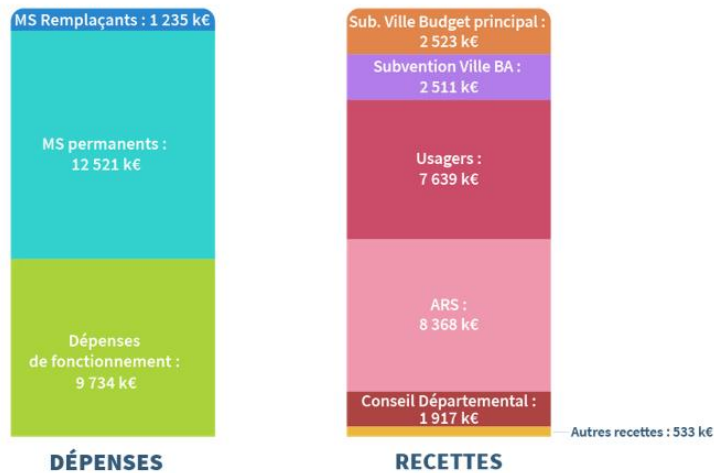 MS Remplaçants : 1 235 k€
MS permanents :
12 521 k€
Dépenses
de fonctionnement :
9 734 k€
DÉPENSES
Sub. Ville Budget principal :
2 523 k€
Subvention Ville BA :
2 511 k€
Usagers :
7 639 k€
ARS :
8 368 k€
Conseil Départemental :
1 917 k€
Autres recettes : 533 k€
RECETTES